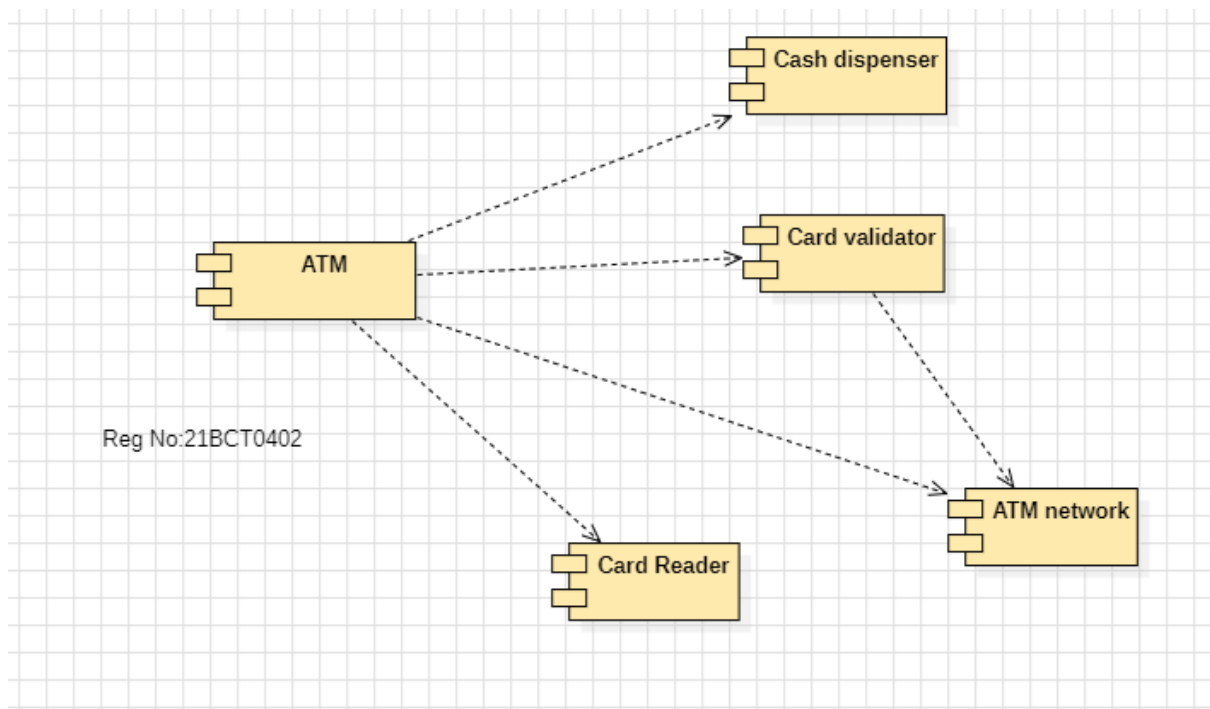 Cash dispenser
Card validator
ATM
Reg No:21BCT0402
ATM network
Card Reader